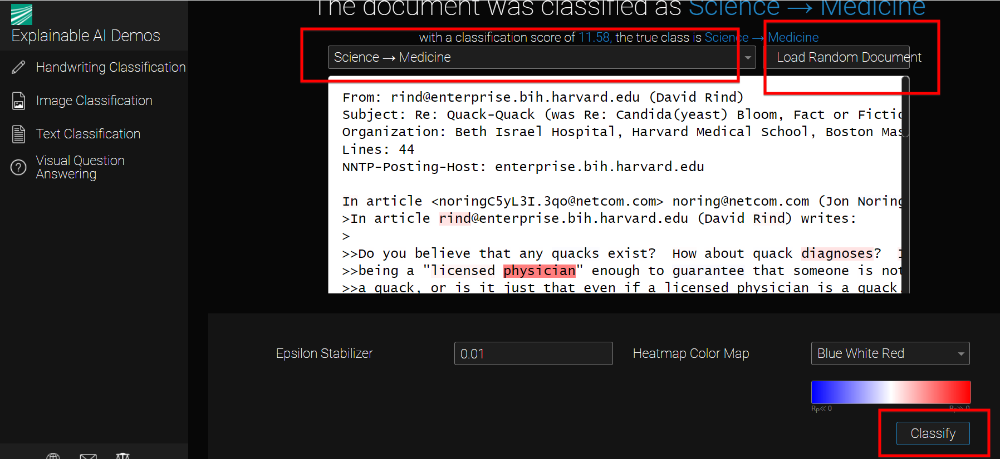 Explainable AI Demos
Handwriting Classification
Image Classification
Text Classification
Visual Question
Answering
The document was classified as Science → Medicine
with a classification score of 11.58, the true class is Science → Medicine
Science → Medicine
Load Random Document
From: rind@enterprise.bih.harvard.edu (David Rind)
Subject: Re: Quack-Quack (was Re: Candida(yeast) Bloom, Fact or Fictio
Organization: Beth Israel Hospital, Harvard Medical School, Boston Mas
Lines: 44
NNTP-Posting-Host: enterprise.bih.harvard.edu
In article <noringC5yL3I.3qo@netcom.com> noring@netcom.com (Jon Noring
>In article rind@enterprise.bih.harvard.edu (David Rind) writes:
>
>>Do you believe that any quacks exist?  How about quack diagnoses?  I
>>being a "licensed physician" enough to guarantee that someone is not
>>a quack, or is it just that even if a licensed physician is a quack,
Epsilon Stabilizer
0.01
Heatmap Color Map
Blue White Red
Rp≪ 0
Rp≫ 0
Classify